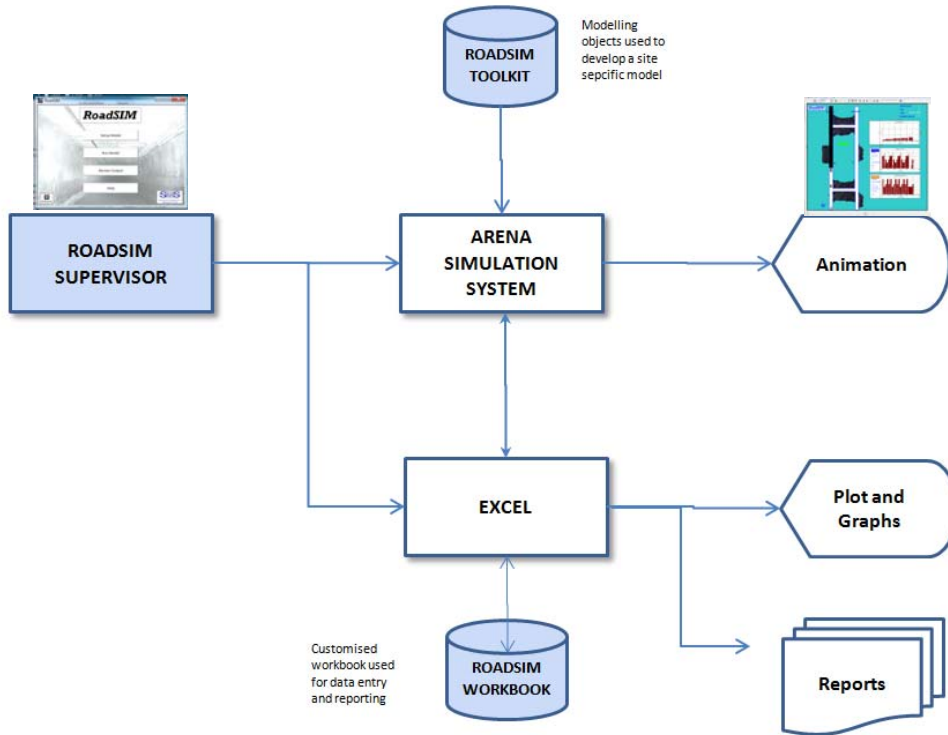 ROADSIM
TOOLKIT
Modelling
objects used to
develop a site
sepcific model
RoadSIM
Help
ROADSIM
SUPERVISOR
ARENA
SIMULATION
SYSTEM
Animation
EXCEL
Plot and
Graphs
Customised
workbook used
for data entry
and reporting
ROADSIM
WORKBOOK
Reports